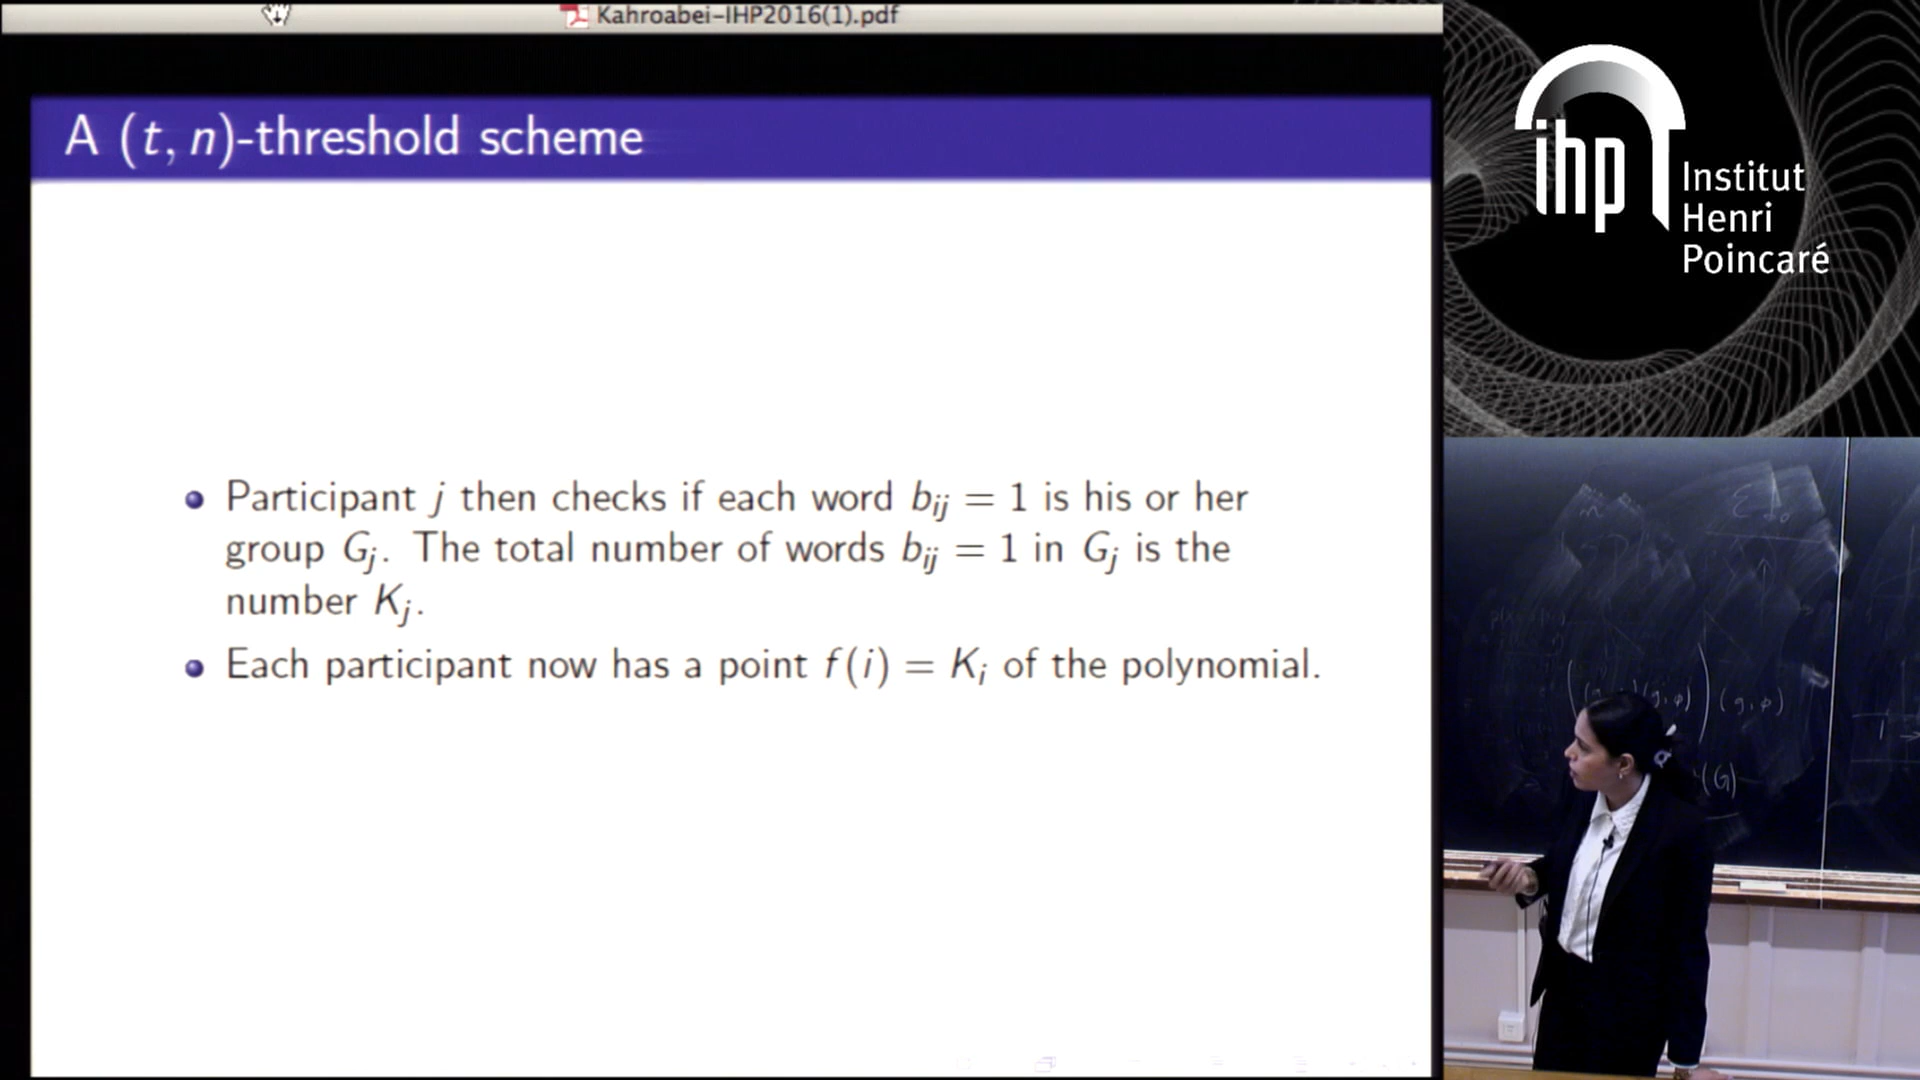 Kahroabei-IHP2016(1).pdf
A (t, n)-threshold scheme
Participant j then checks if each word b_ij = 1 is his or her
group G_j. The total number of words b_ij = 1 in G_j is the
number K_j.
Each participant now has a point f(i) = K_i of the polynomial.
ihp
Institut
Henri
Poincaré
(g, φ)
(G)